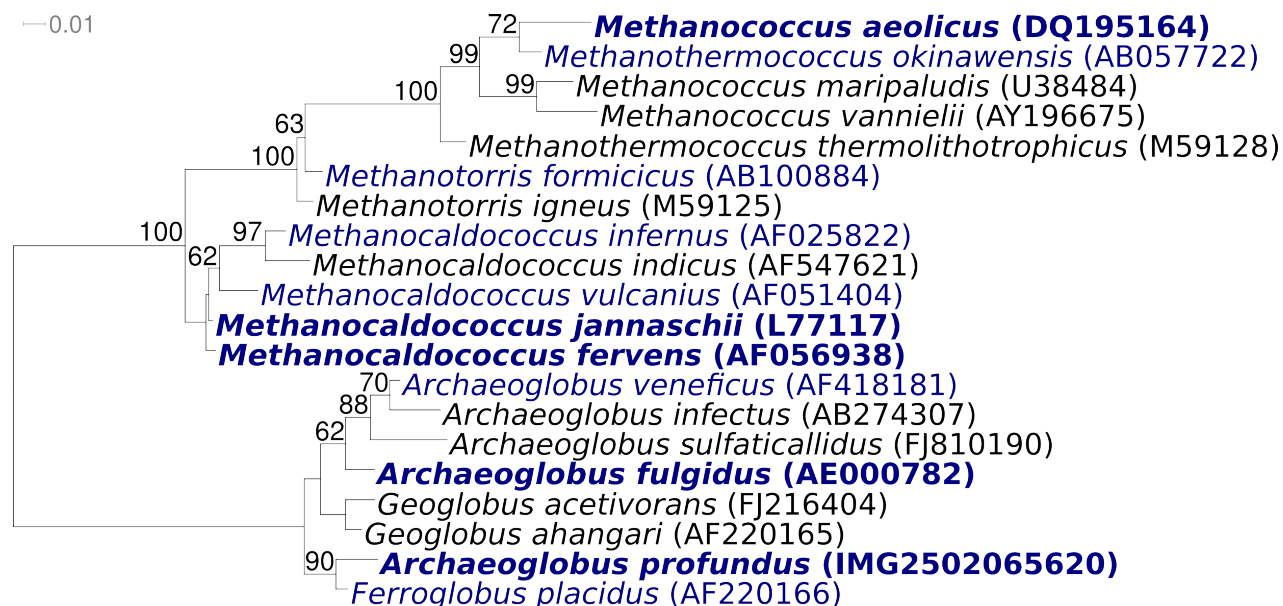 0.01
72
Methanococcus aeolicus (DQ195164)
99
Methanothermococcus okinawensis (AB057722)
99
Methanococcus maripaludis (U38484)
100
Methanococcus vannielii (AY196675)
63
Methanothermococcus thermolithotrophicus (M59128)
100
Methanotorris formicicus (AB100884)
Methanotorris igneus (M59125)
100
97
Methanocaldococcus infernus (AF025822)
62
Methanocaldococcus indicus (AF547621)
Methanocaldococcus vulcanius (AF051404)
Methanocaldococcus jannaschii (L77117)
Methanocaldococcus fervens (AF056938)
70
Archaeoglobus veneficus (AF418181)
88
Archaeoglobus infectus (AB274307)
62
Archaeoglobus sulfaticallidus (FJ810190)
Archaeoglobus fulgidus (AE000782)
Geoglobus acetivorans (FJ216404)
Geoglobus ahangari (AF220165)
90
Archaeoglobus profundus (IMG2502065620)
Ferroglobus placidus (AF220166)